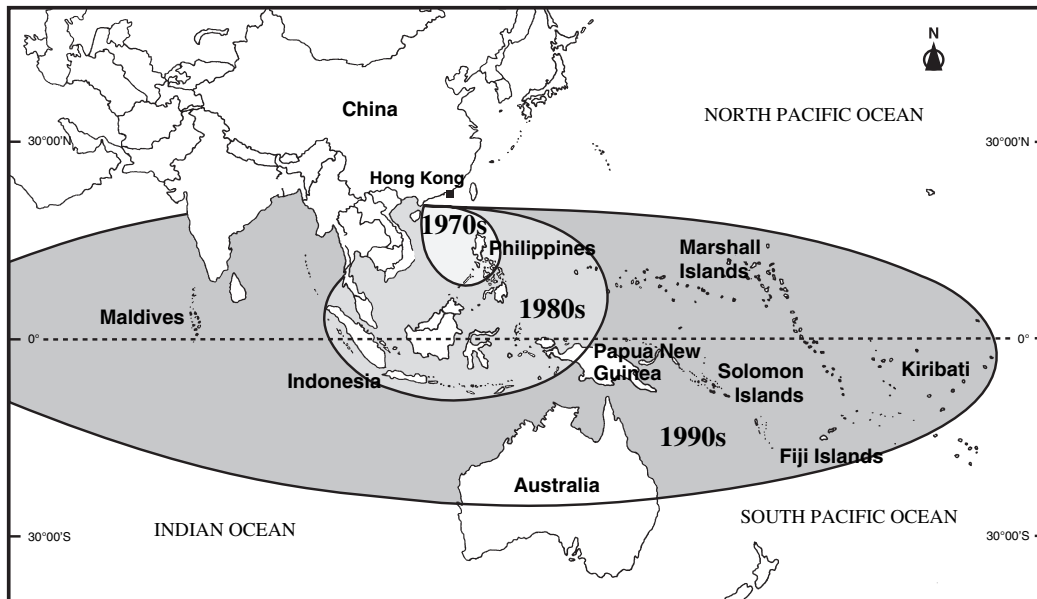 N
China
NORTH PACIFIC OCEAN
30°00'N
30°00'N
Hong Kong
1970s
Philippines
Marshall
Islands
Maldives
1980s
0°
0°
Papua New
Guinea
Indonesia
Solomon
Islands
Kiribati
1990s
Fiji Islands
Australia
INDIAN OCEAN
SOUTH PACIFIC OCEAN
30°00'S
30°00'S